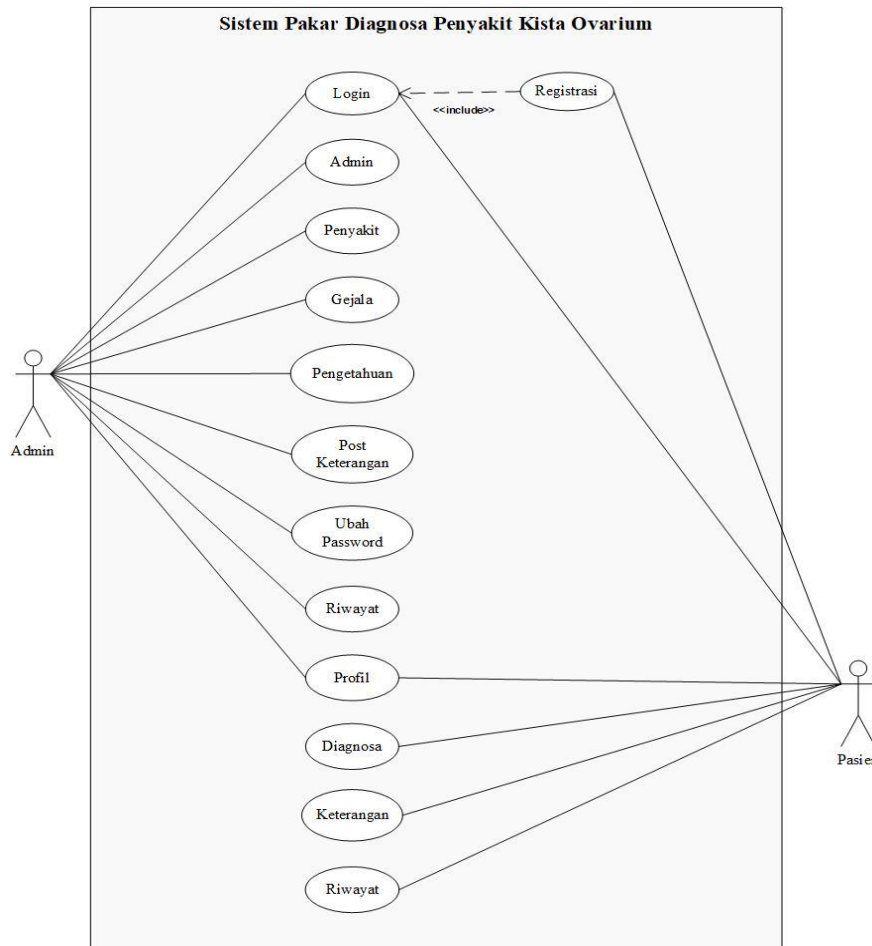 Sistem Pakar Diagnosa Penyakit Kista Ovarium
Login
Registrasi
<<include>>
Admin
Penyakit
Gejala
Pengetahuan
Admin
Post
Keterangan
Ubah
Password
Riwayat
Profil
Diagnosa
Pasien
Keterangan
Riwayat